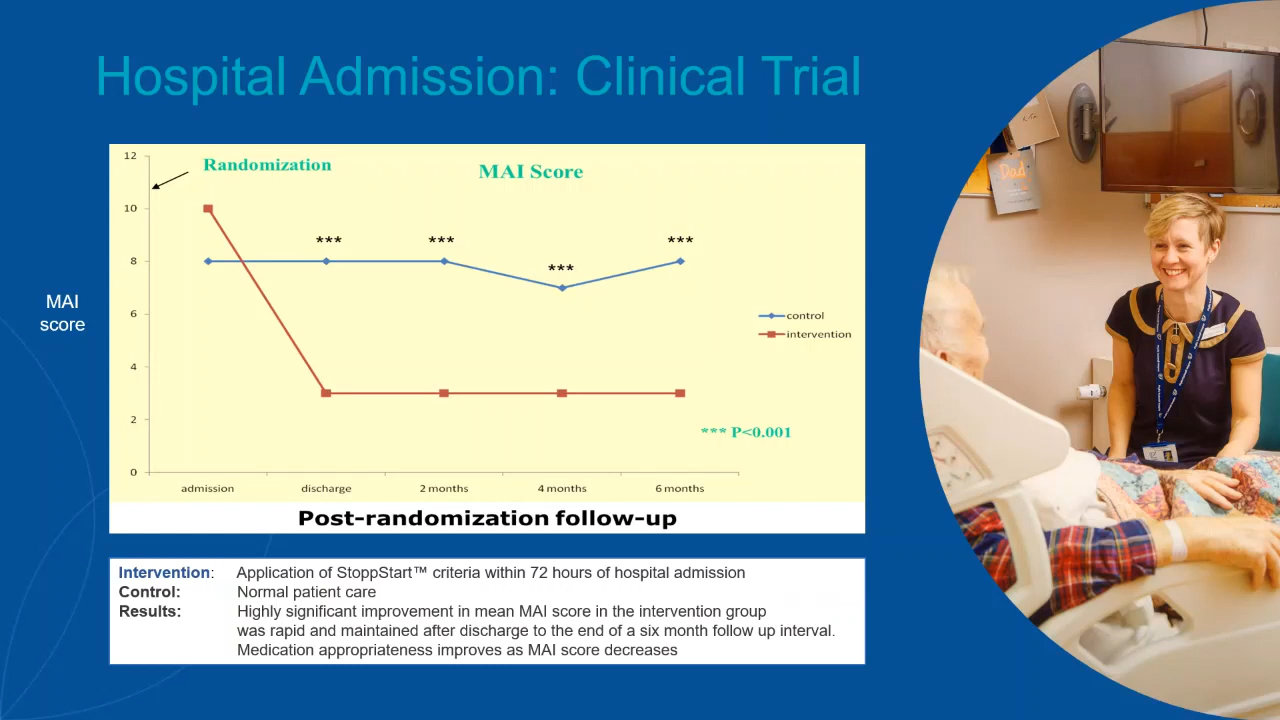 Hospital Admission: Clinical Trial
Randomization
MAI Score
12
10
8
6
4
2
0
MAI
score
***
***
***
***
control
intervention
*** P<0.001
admission
discharge
2 months
4 months
6 months
Post-randomization follow-up
Intervention: Application of StoppStart™ criteria within 72 hours of hospital admission
Control: Normal patient care
Results: Highly significant improvement in mean MAI score in the intervention group
was rapid and maintained after discharge to the end of a six month follow up interval.
Medication appropriateness improves as MAI score decreases
Dad